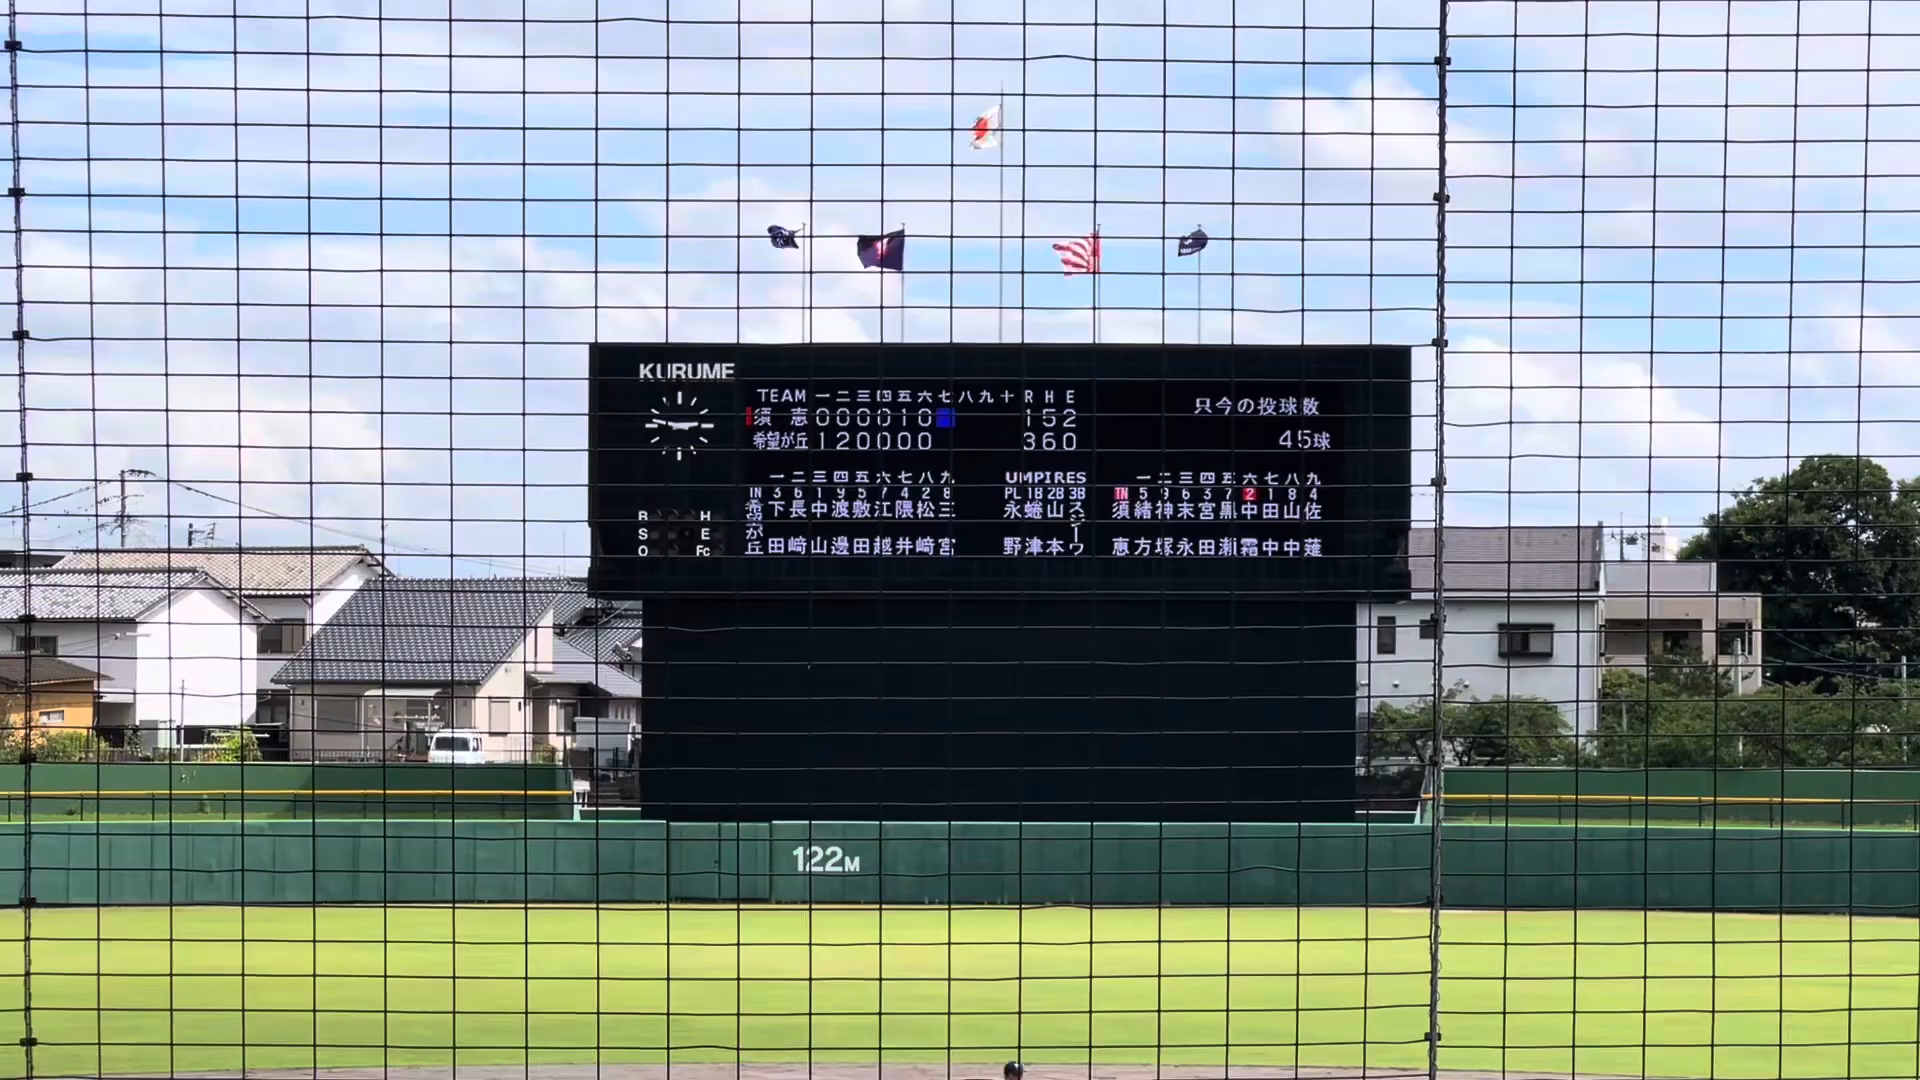 KURUME
TEAM 一二三四五六七八九十 R H E
須 恵 0 0 0 0 1 0 1 5 2
希望が丘 1 2 0 0 0 0 3 6 0
只今の投球数
45球
一二三四五六七八九
IN 3 6 1 9 5 7 4 2 8
希望が丘 下田 長崎 中山 渡邊 敷田 江越 隈井 松崎 三宮
UMPIRES
PL 1B 2B 3B
永野 蜷津 山本
一二三四五六七八九
IN 5 9 6 3 7 2 1 8 4
須恵 緒方 神塚 末永 宮田 黒瀬 中霜 田中 山中 佐薙
B
S
O
H
E
Fc
122M